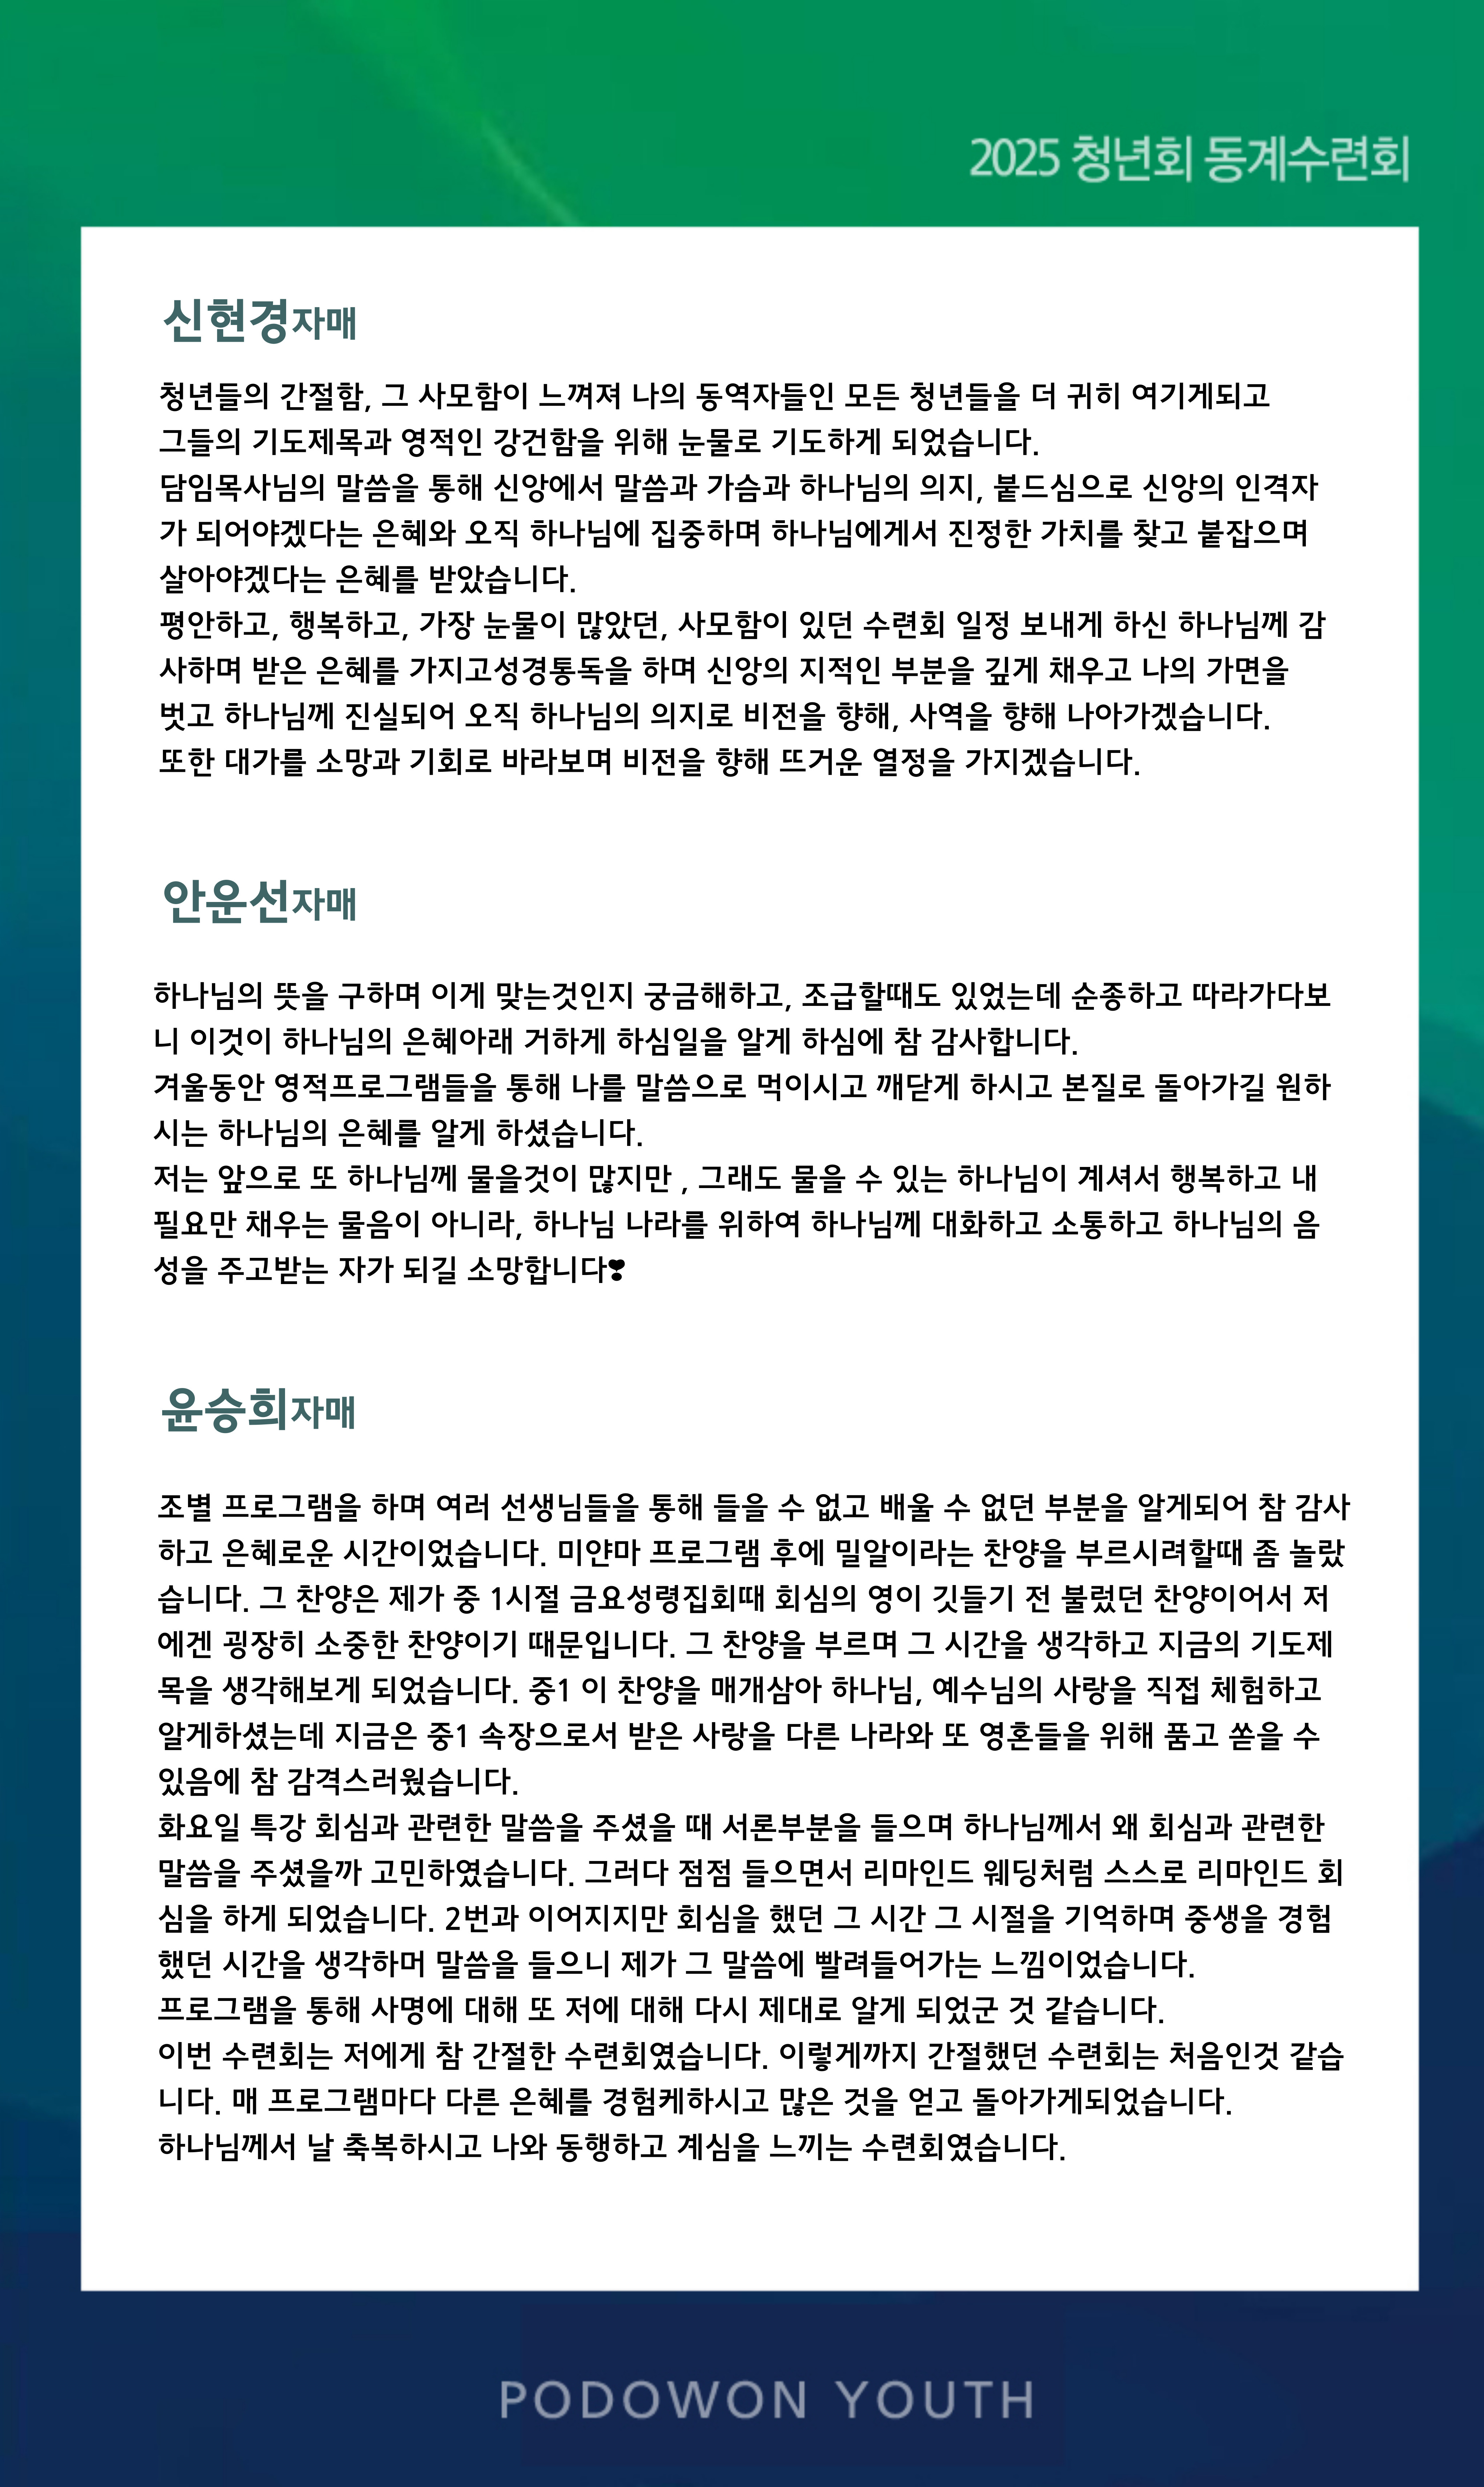 2025 청년회 동계수련회
신현경자매
청년들의 간절함, 그 사모함이 느껴져 나의 동역자들인 모든 청년들을 더 귀히 여기게되고
그들의 기도제목과 영적인 강건함을 위해 눈물로 기도하게 되었습니다.
담임목사님의 말씀을 통해 신앙에서 말씀과 가슴과 하나님의 의지, 붙드심으로 신앙의 인격자
가 되어야겠다는 은혜와 오직 하나님에 집중하며 하나님에게서 진정한 가치를 찾고 붙잡으며
살아야겠다는 은혜를 받았습니다.
평안하고, 행복하고, 가장 눈물이 많았던, 사모함이 있던 수련회 일정 보내게 하신 하나님께 감
사하며 받은 은혜를 가지고성경통독을 하며 신앙의 지적인 부분을 깊게 채우고 나의 가면을
벗고 하나님께 진실되어 오직 하나님의 의지로 비전을 향해, 사역을 향해 나아가겠습니다.
또한 대가를 소망과 기회로 바라보며 비전을 향해 뜨거운 열정을 가지겠습니다.
안운선자매
하나님의 뜻을 구하며 이게 맞는것인지 궁금해하고, 조급할때도 있었는데 순종하고 따라가다보
니 이것이 하나님의 은혜아래 거하게 하심일을 알게 하심에 참 감사합니다.
겨울동안 영적프로그램들을 통해 나를 말씀으로 먹이시고 깨닫게 하시고 본질로 돌아가길 원하
시는 하나님의 은혜를 알게 하셨습니다.
저는 앞으로 또 하나님께 물을것이 많지만 , 그래도 물을 수 있는 하나님이 계셔서 행복하고 내
필요만 채우는 물음이 아니라, 하나님 나라를 위하여 하나님께 대화하고 소통하고 하나님의 음
성을 주고받는 자가 되길 소망합니다❣
윤승희자매
조별 프로그램을 하며 여러 선생님들을 통해 들을 수 없고 배울 수 없던 부분을 알게되어 참 감사
하고 은혜로운 시간이었습니다. 미얀마 프로그램 후에 밀알이라는 찬양을 부르시려할때 좀 놀랐
습니다. 그 찬양은 제가 중 1시절 금요성령집회때 회심의 영이 깃들기 전 불렀던 찬양이어서 저
에겐 굉장히 소중한 찬양이기 때문입니다. 그 찬양을 부르며 그 시간을 생각하고 지금의 기도제
목을 생각해보게 되었습니다. 중1 이 찬양을 매개삼아 하나님, 예수님의 사랑을 직접 체험하고
알게하셨는데 지금은 중1 속장으로서 받은 사랑을 다른 나라와 또 영혼들을 위해 품고 쏟을 수
있음에 참 감격스러웠습니다.
화요일 특강 회심과 관련한 말씀을 주셨을 때 서론부분을 들으며 하나님께서 왜 회심과 관련한
말씀을 주셨을까 고민하였습니다. 그러다 점점 들으면서 리마인드 웨딩처럼 스스로 리마인드 회
심을 하게 되었습니다. 2번과 이어지지만 회심을 했던 그 시간 그 시절을 기억하며 중생을 경험
했던 시간을 생각하머 말씀을 들으니 제가 그 말씀에 빨려들어가는 느낌이었습니다.
프로그램을 통해 사명에 대해 또 저에 대해 다시 제대로 알게 되었군 것 같습니다.
이번 수련회는 저에게 참 간절한 수련회였습니다. 이렇게까지 간절했던 수련회는 처음인것 같습
니다. 매 프로그램마다 다른 은혜를 경험케하시고 많은 것을 얻고 돌아가게되었습니다.
하나님께서 날 축복하시고 나와 동행하고 계심을 느끼는 수련회였습니다.
PODOWON YOUTH